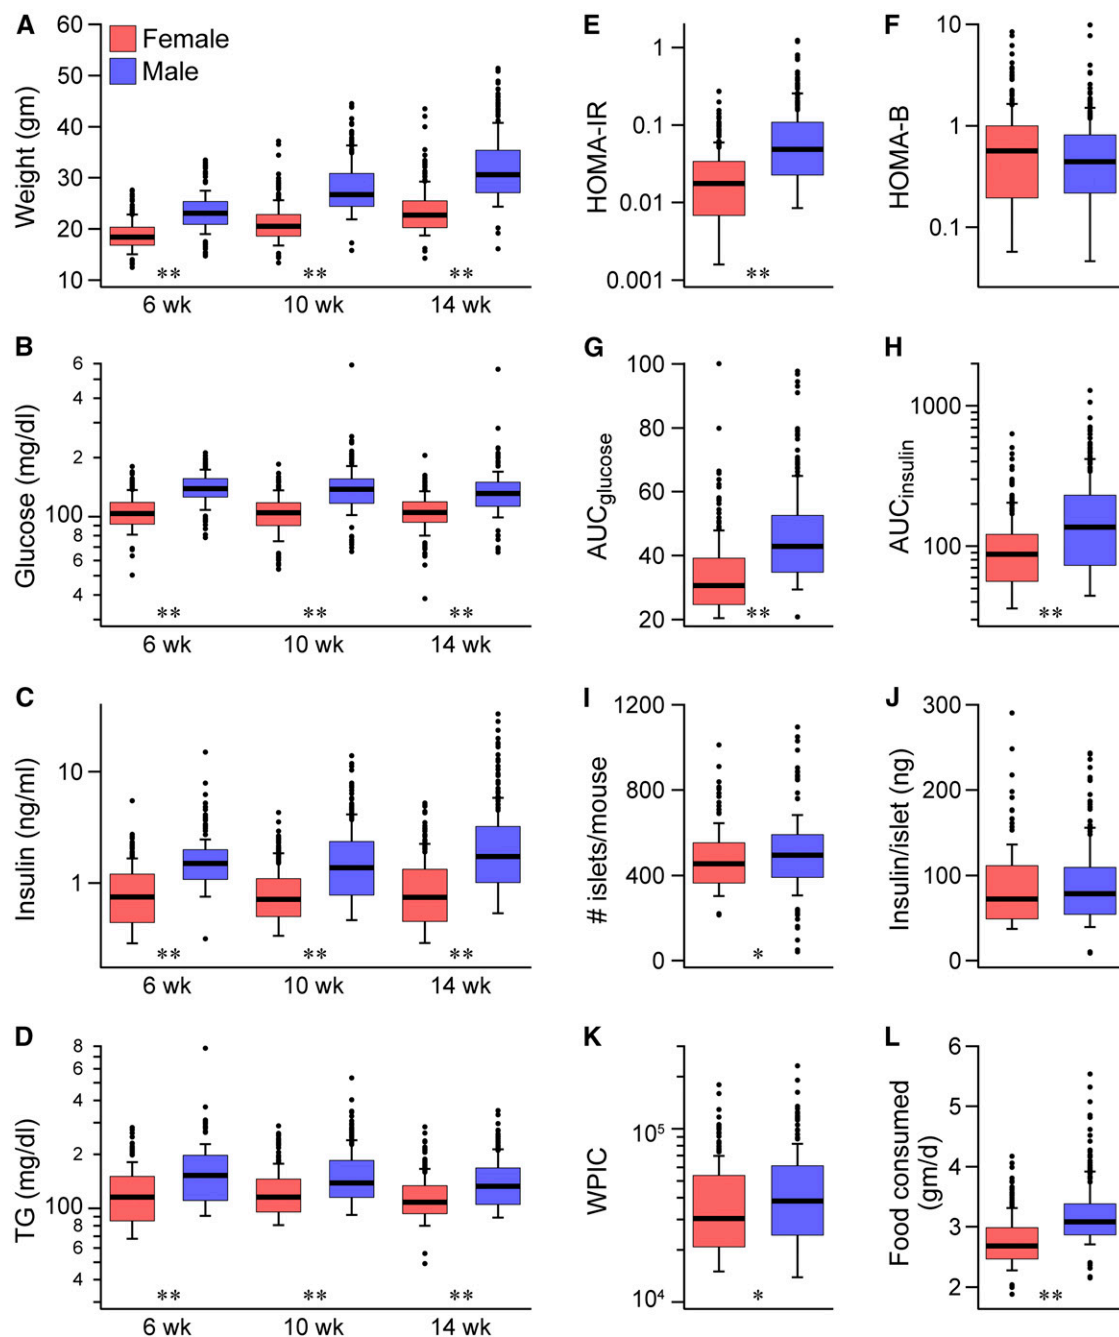 A
Weight (gm)
60
50
40
30
20
10
Female
Male
** ** **
6 wk 10 wk 14 wk
E
HOMA-IR
1
0.1
0.01
0.001
**
F
HOMA-B
10
1
0.1
B
Glucose (mg/dl)
6
4
2
100
8
6
4
** ** **
6 wk 10 wk 14 wk
G
AUCglucose
100
80
60
40
20
**
H
AUCinsulin
1000
100
**
C
Insulin (ng/ml)
10
1
** ** **
6 wk 10 wk 14 wk
I
# islets/mouse
1200
800
400
0
*
J
Insulin/islet (ng)
300
200
100
0
D
TG (mg/dl)
8
6
4
2
100
8
6
4
** ** **
6 wk 10 wk 14 wk
K
WPIC
10⁵
10⁴
*
L
Food consumed
(gm/d)
6
5
4
3
2
**